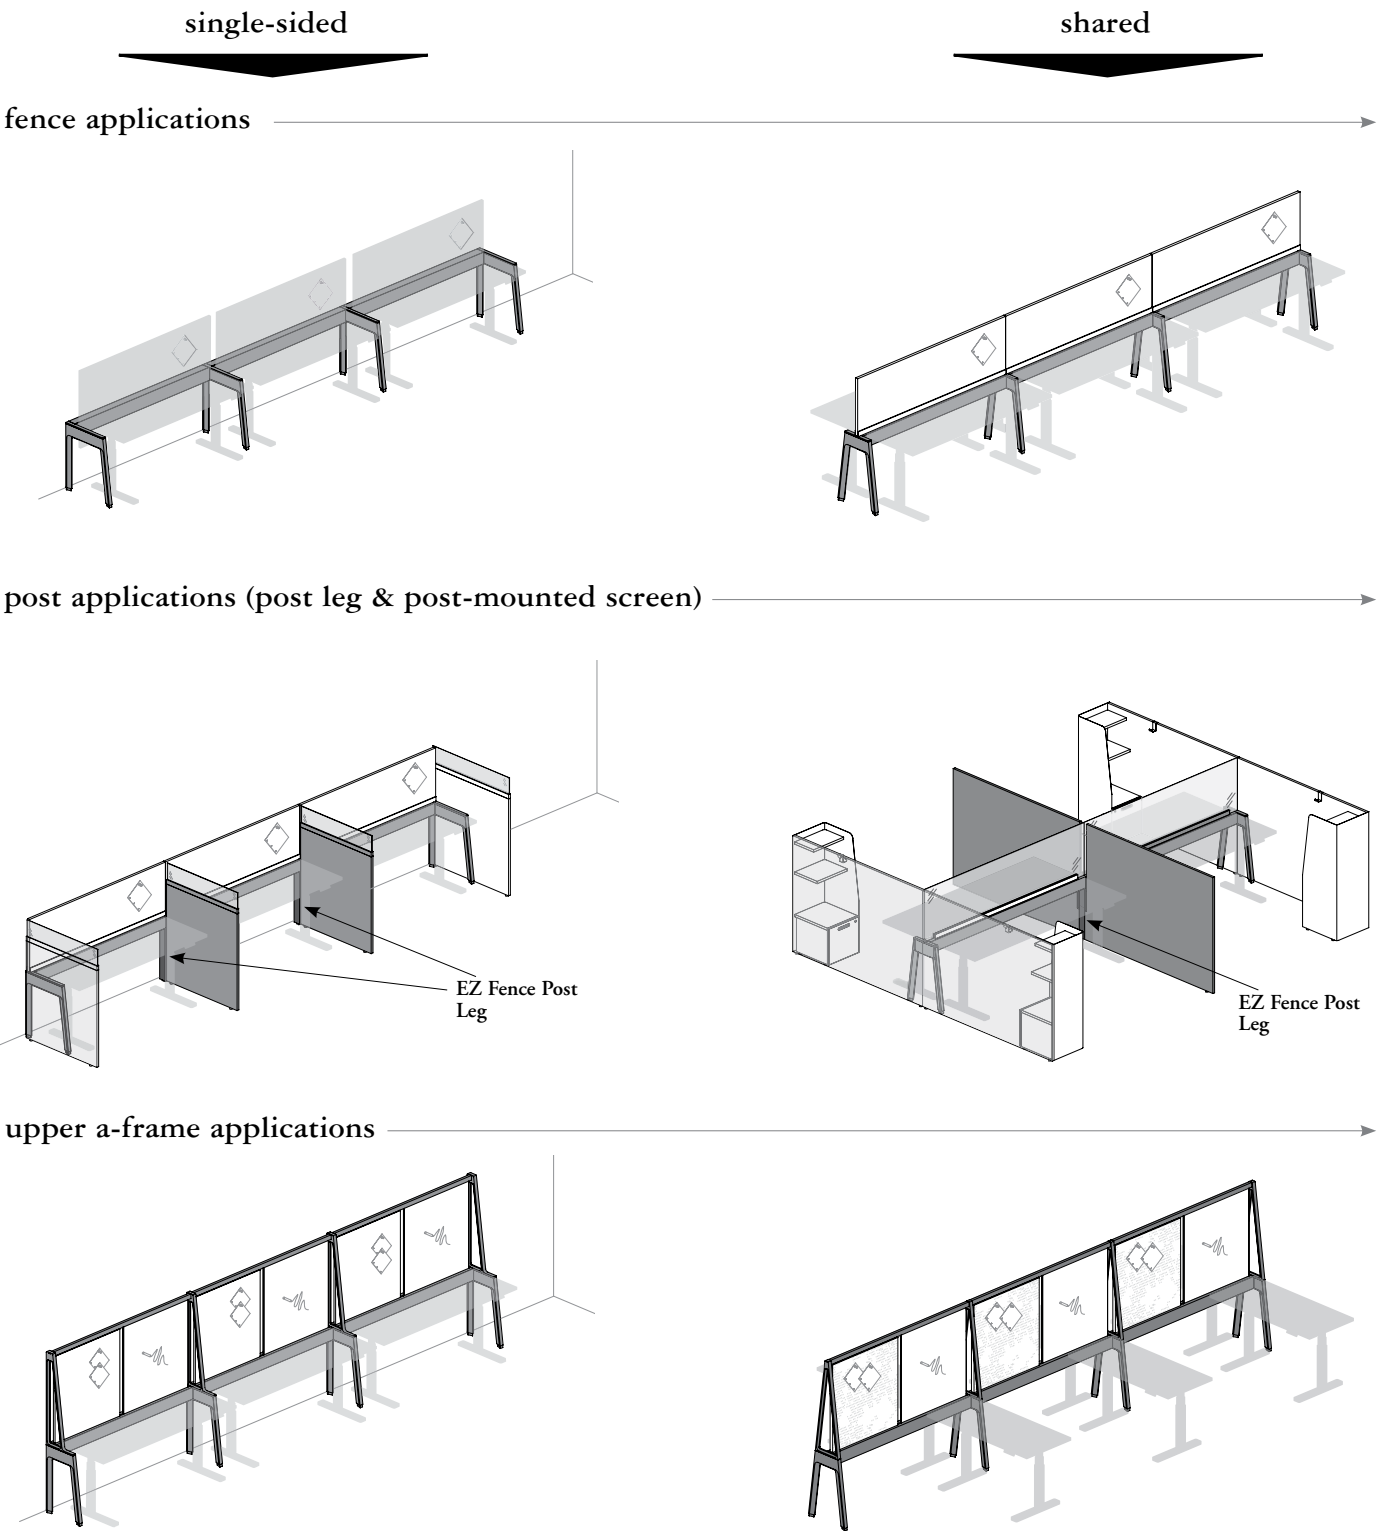 single-sided
shared
fence applications
post applications (post leg & post-mounted screen)
EZ Fence Post
Leg
EZ Fence Post
Leg
upper a-frame applications